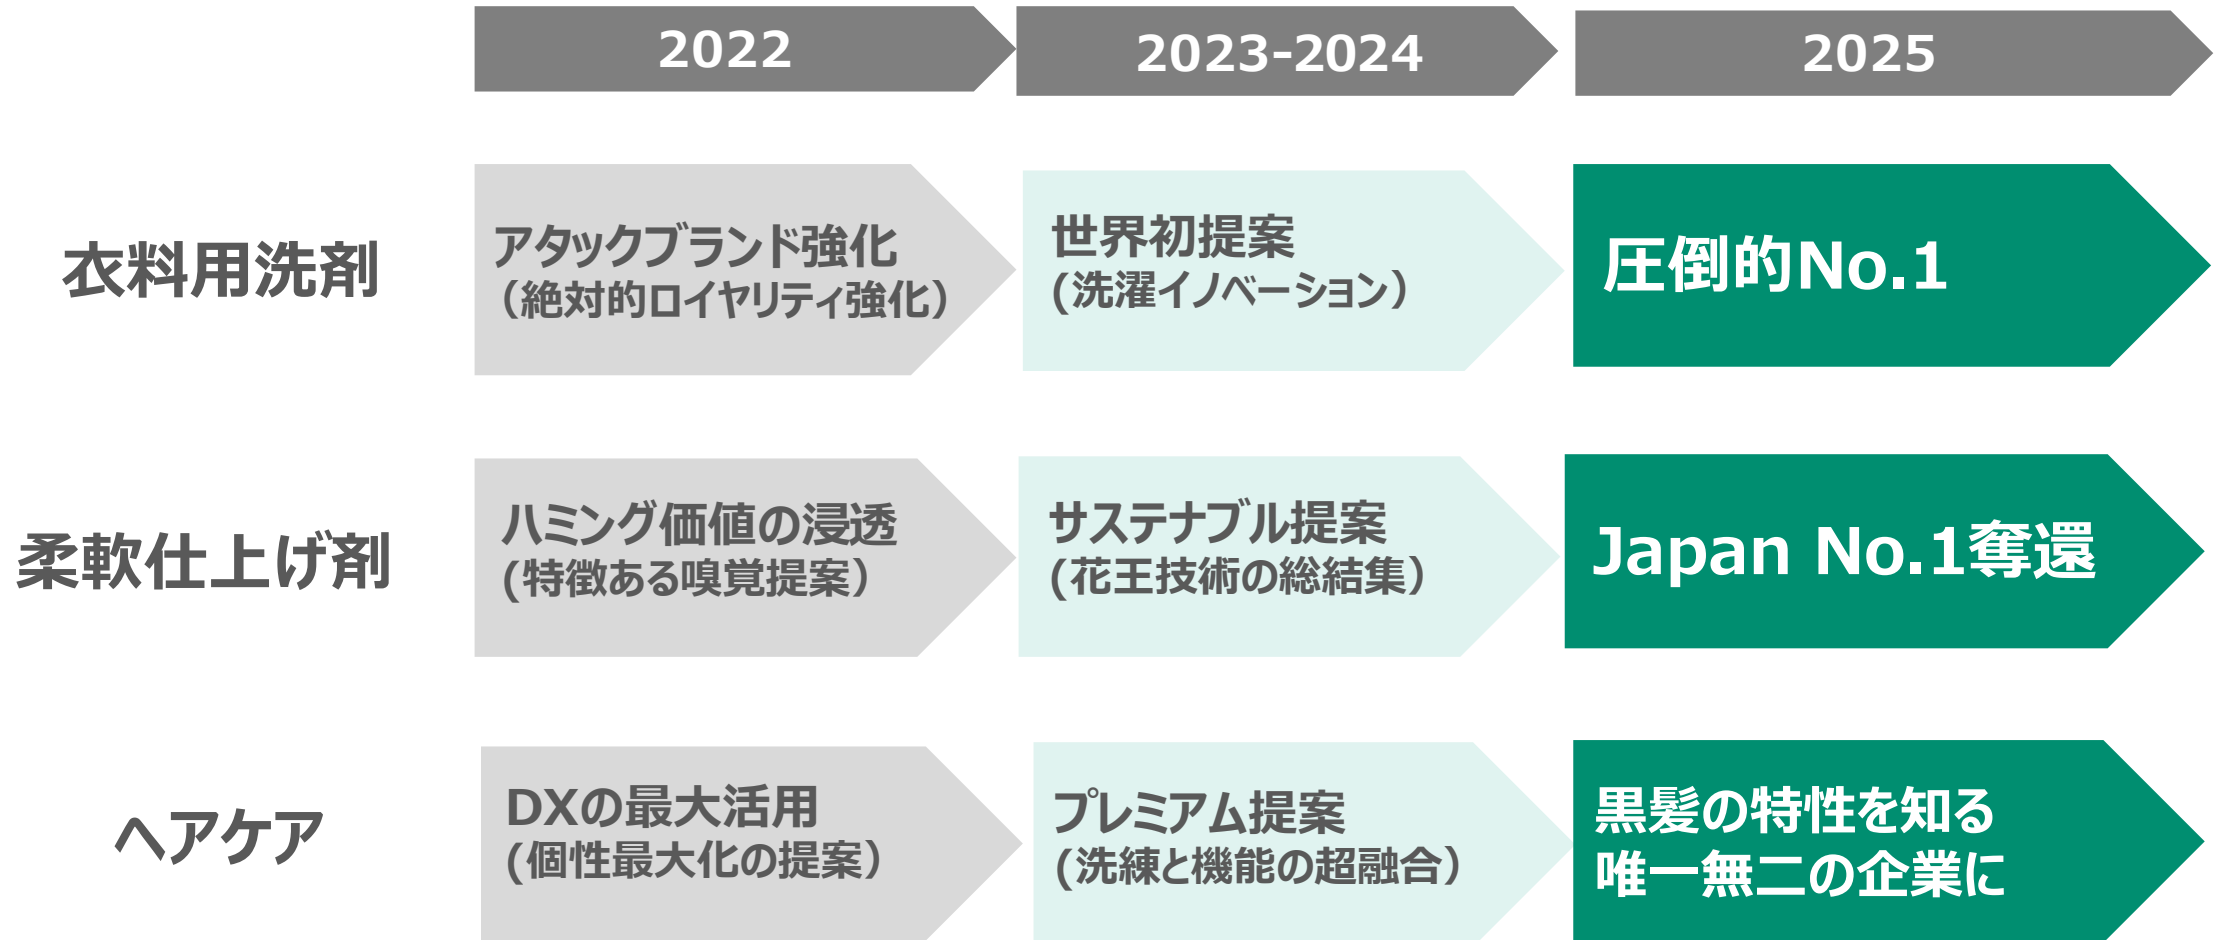 2022
2023-2024
2025
衣料用洗剤
アタックブランド強化
（絶対的ロイヤリティ強化）
世界初提案
(洗濯イノベーション）
圧倒的No.1
柔軟仕上げ剤
ハミング価値の浸透
(特徴ある嗅覚提案）
サステナブル提案
(花王技術の総結集）
Japan No.1奪還
ヘアケア
DXの最大活用
(個性最大化の提案）
プレミアム提案
(洗練と機能の超融合）
黒髪の特性を知る
唯一無二の企業に